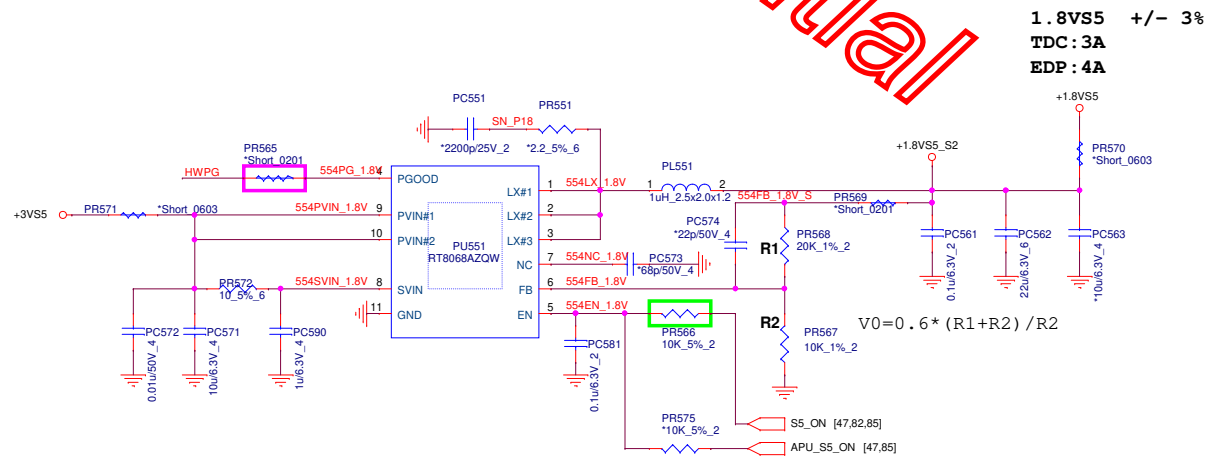 ntial
1.8VS5 +/- 3%
TDC:3A
EDP:4A
+1.8VS5
PC551
PR551
SN_P18
*2200p/25V_2
*2.2_5%_6
PR565
*Short_0201
HWPG
554PG_1.8V
4
PGOOD
+1.8VS5_S2
PR570
*Short_0603
LX#1
1
554LX_1.8V
PL551
1
2
1uH_2.5x2.0x1.2
554FB_1.8V_S
PR569
*Short_0201
+3VS5
PR571
*Short_0603
554PVIN_1.8V
9
PVIN#1
LX#2
2
10
PVIN#2
LX#3
3
PU551
RT8068AZQW
PC574
*22p/50V_4
R1
PR568
20K_1%_2
PC561
0.1u/6.3V_2
PC562
22u/6.3V_6
PC563
*10u/6.3V_4
NC
7
554NC_1.8V
PC573
*68p/50V_4
PR572
10_5%_6
554SVIN_1.8V
8
SVIN
FB
6
554FB_1.8V
11
GND
EN
5
554EN_1.8V
PR566
10K_5%_2
R2
PR567
10K_1%_2
V0=0.6*(R1+R2)/R2
PC572
0.01u/50V_4
PC571
10u/6.3V_4
PC590
1u/6.3V_4
PC581
0.1u/6.3V_2
PR575
*10K_5%_2
S5_ON [47,82,85]
APU_S5_ON [47,85]